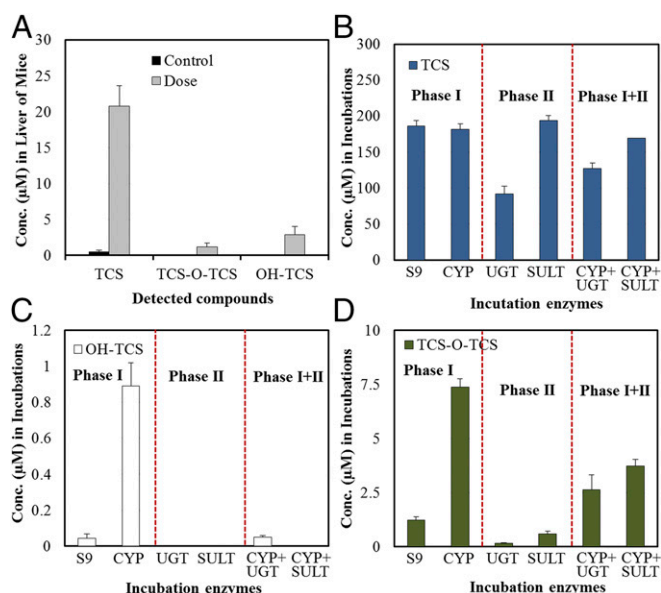 A
Conc. (µM) in Liver of Mice
30
25
20
15
10
5
0
Control
Dose
TCS TCS-O-TCS OH-TCS
Detected compounds
B
Conc. (µM) in Incubations
300
250
200
150
100
50
0
TCS
Phase I Phase II Phase I+II
S9 CYP UGT SULT CYP+ CYP+
UGT SULT
Incutation enzymes
C
Conc. (µM) in Incubations
1.2
1
0.8
0.6
0.4
0.2
0
OH-TCS
Phase I Phase II Phase I+II
S9 CYP UGT SULT CYP+ CYP+
UGT SULT
Incubation enzymes
D
Conc. (µM) in Incubations
10
7.5
5
2.5
0
TCS-O-TCS
Phase I Phase II Phase I+II
S9 CYP UGT SULT CYP+ CYP+
UGT SULT
Incubation enzymes